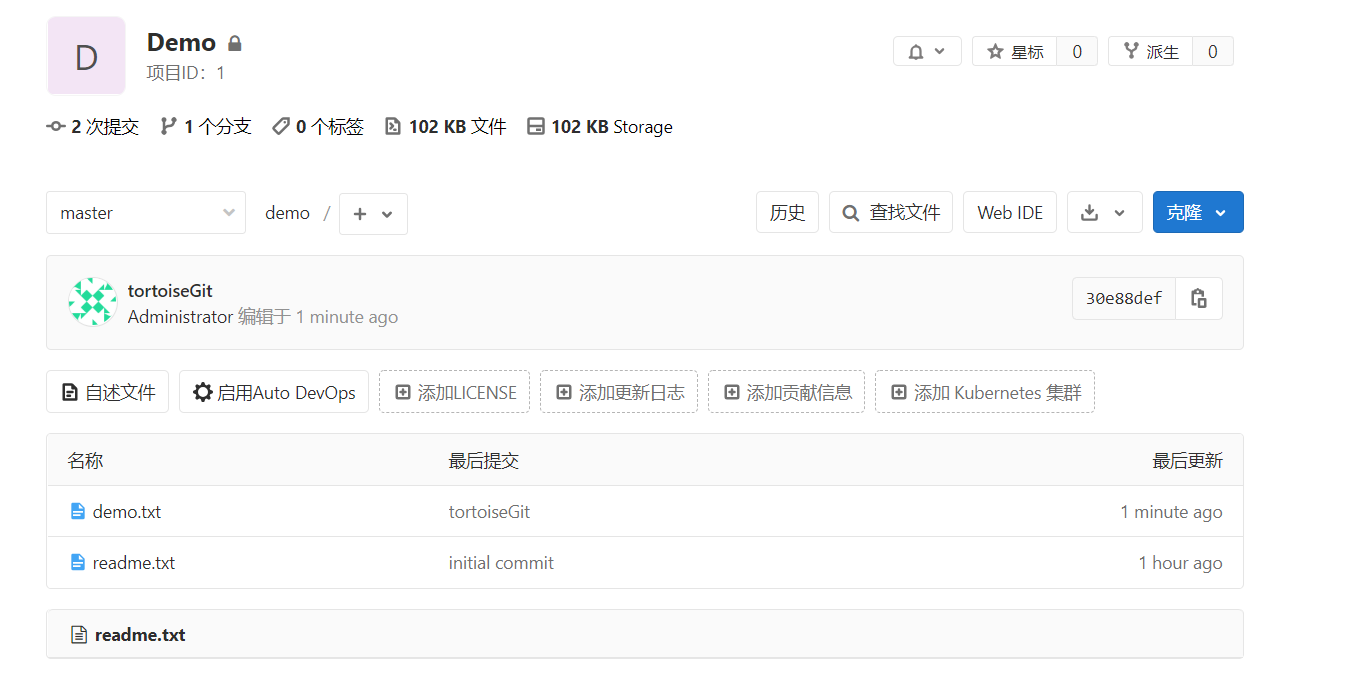 D
Demo
项目ID：1
星标 0
派生 0
2 次提交 1 个分支 0 个标签 102 KB 文件 102 KB Storage
master demo / + 历史 查找文件 Web IDE 克隆
tortoiseGit
Administrator 编辑于 1 minute ago
30e88def
自述文件 启用Auto DevOps 添加LICENSE 添加更新日志 添加贡献信息 添加 Kubernetes 集群
名称 最后提交 最后更新
demo.txt tortoiseGit 1 minute ago
readme.txt initial commit 1 hour ago
readme.txt